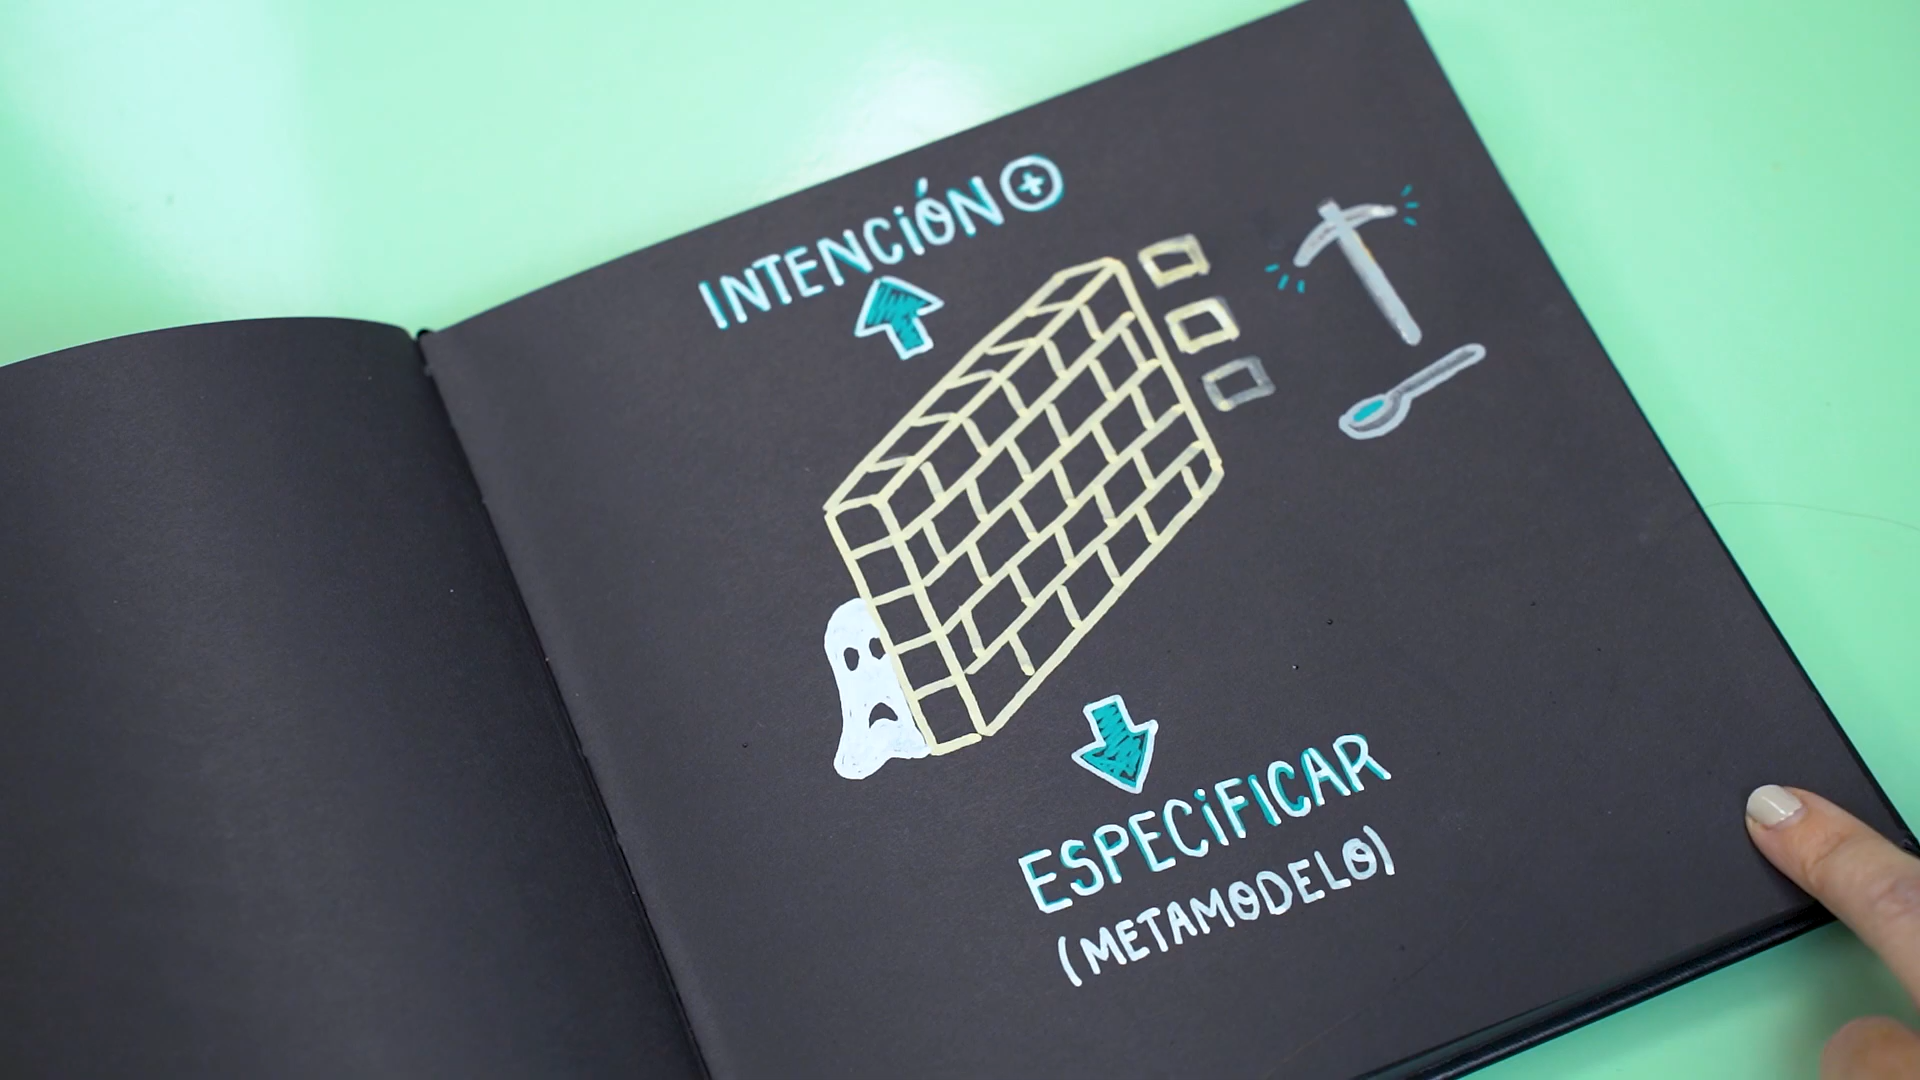 INTENCIÓN +
ESPECIFICAR
(METAMODELO)